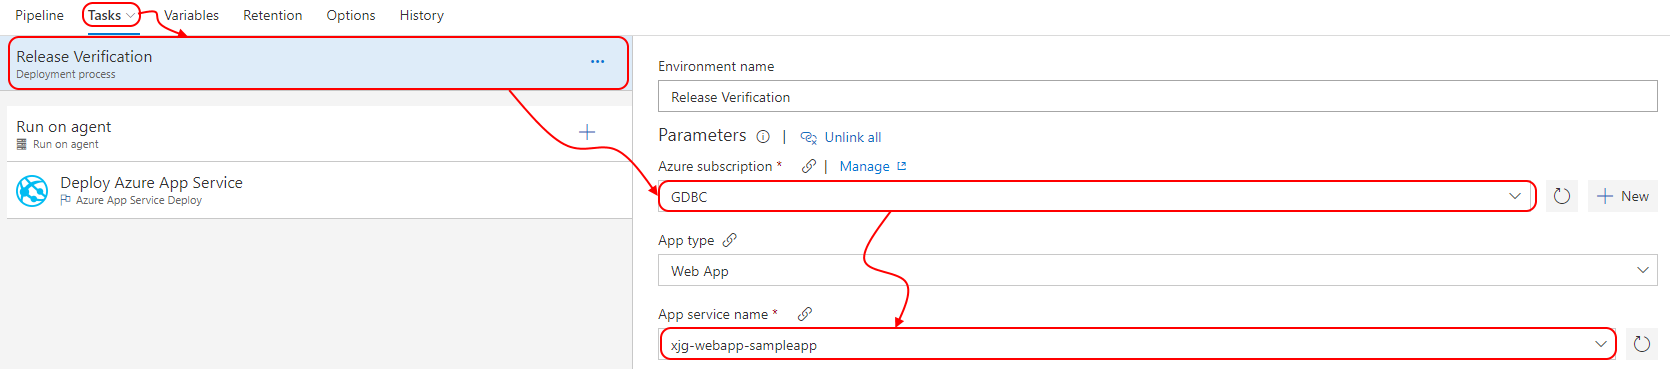 Pipeline Tasks Variables Retention Options History
Release Verification
Deployment process
Run on agent
Run on agent
Deploy Azure App Service
Azure App Service Deploy
Environment name
Release Verification
Parameters | Unlink all
Azure subscription * | Manage
GDBC
New
App type
Web App
App service name *
xjg-webapp-sampleapp